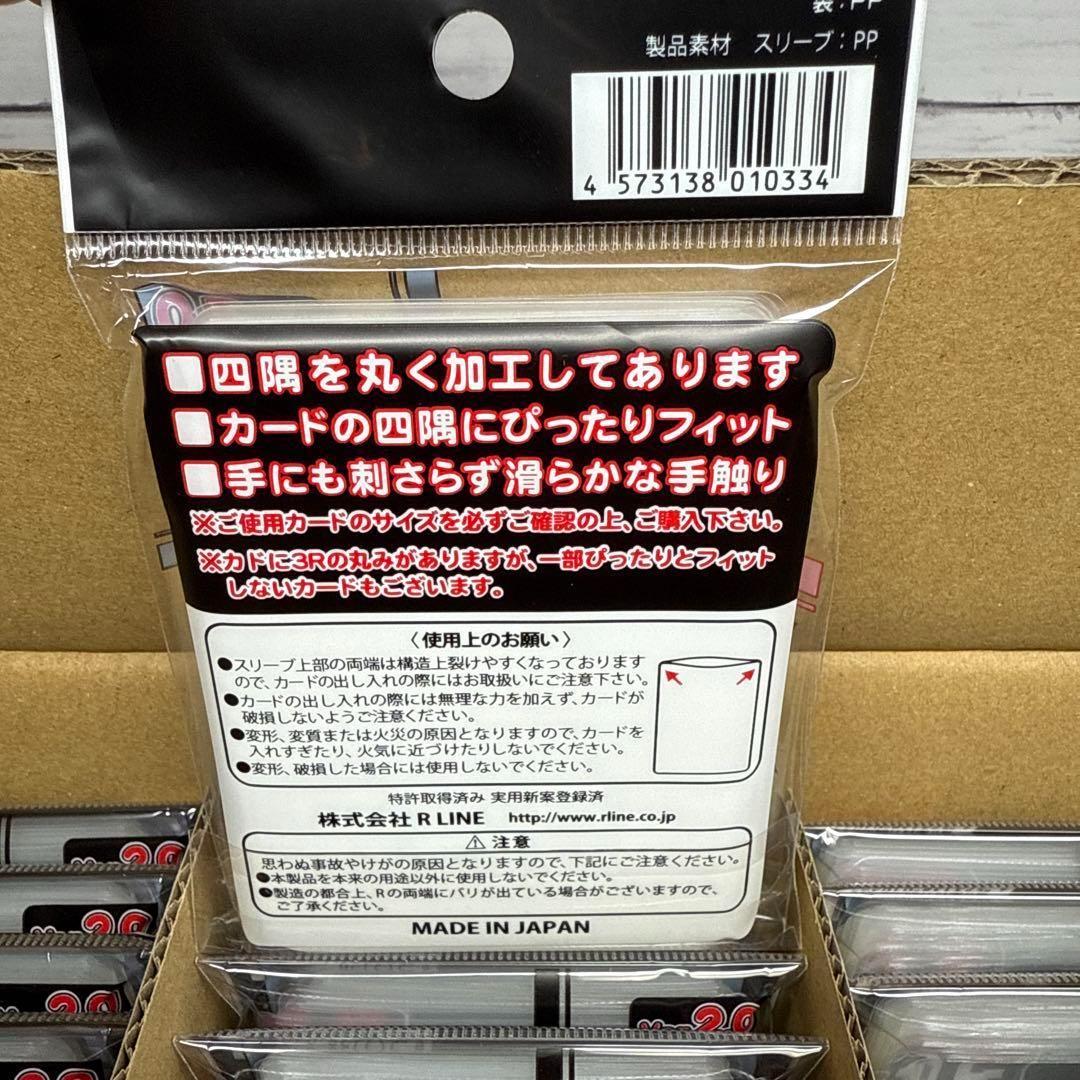 袋：PP
製品素材 スリーブ：PP
4 573138 010334
■四隅を丸く加工してあります
■カードの四隅にぴったりフィット
■手にも刺さらず滑らかな手触り
※ご使用カードのサイズを必ずご確認の上、ご購入下さい。
※カドに3Rの丸みがありますが、一部ぴったりとフィット
しないカードもございます。
〈使用上のお願い〉
●スリーブ上部の両端は構造上裂けやすくなっております
ので、カードの出し入れの際にはお取扱いにご注意下さい。
●カードの出し入れの際には無理な力を加えず、カードが
破損しないようご注意ください。
●変形、変質または火災の原因となりますので、カードを
入れすぎたり、火気に近づけたりしないでください。
●変形、破損した場合には使用しないでください。
特許取得済み 実用新案登録済
株式会社 R LINE http://www.rline.co.jp
⚠ 注意
思わぬ事故やけがの原因となりますので、下記にご注意ください。
●本製品を本来の用途以外に使用しないでください。
●製造の都合上、Rの両端にバリが出ている場合がございますので、
ご了承ください。
MADE IN JAPAN